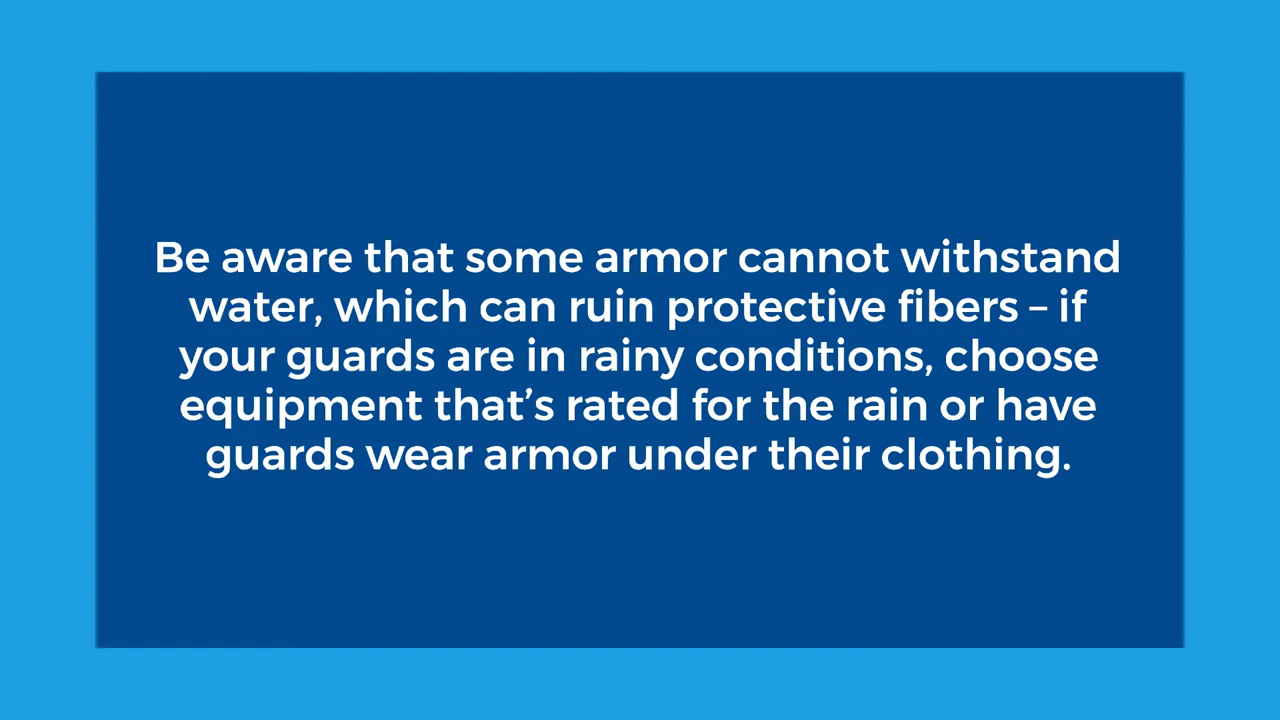 Be aware that some armor cannot withstand
water, which can ruin protective fibers – if
your guards are in rainy conditions, choose
equipment that’s rated for the rain or have
guards wear armor under their clothing.